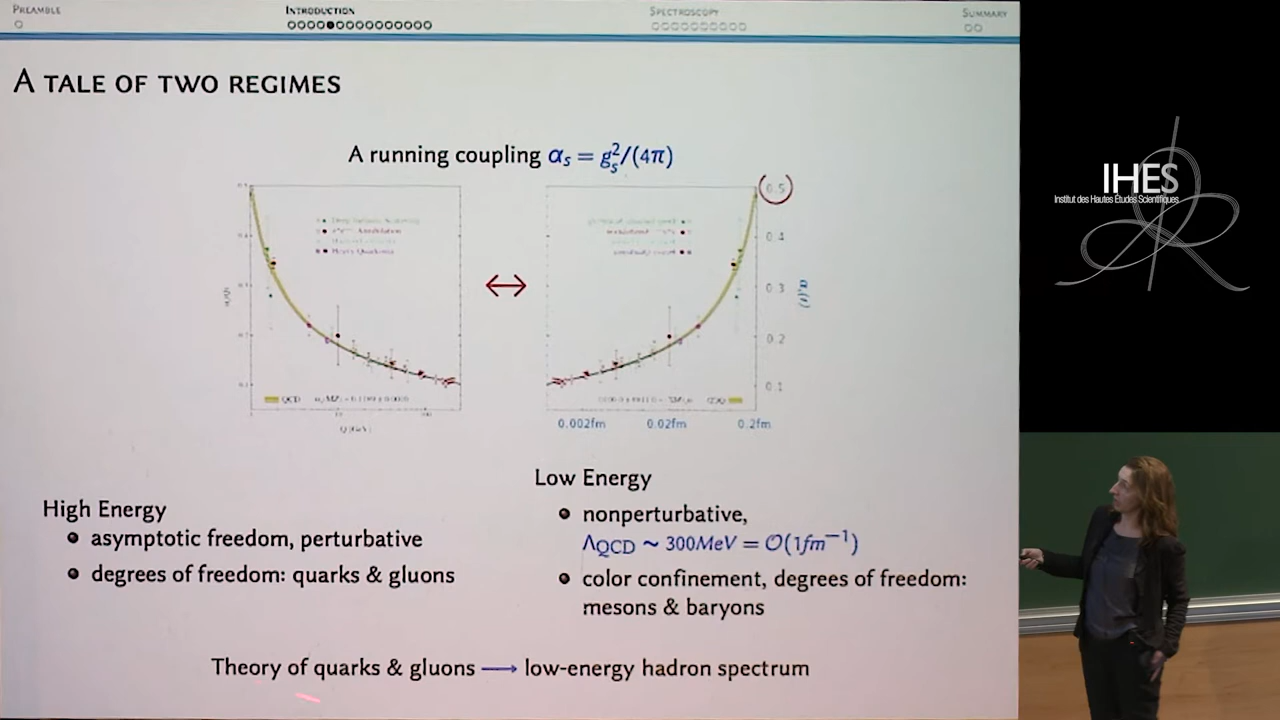 PREAMBLE
INTRODUCTION
SPECTROSCOPY
SUMMARY
A TALE OF TWO REGIMES
A running coupling αs = gs²/(4π)
QCD
0.5
0.4
0.3
0.2
0.1
0.002fm 0.02fm 0.2fm
High Energy
asymptotic freedom, perturbative
degrees of freedom: quarks & gluons
Low Energy
nonperturbative,
ΛQCD ~ 300MeV = O(1fm⁻¹)
color confinement, degrees of freedom:
mesons & baryons
Theory of quarks & gluons ⟶ low-energy hadron spectrum
IHES
Institut des Hautes Études Scientifiques